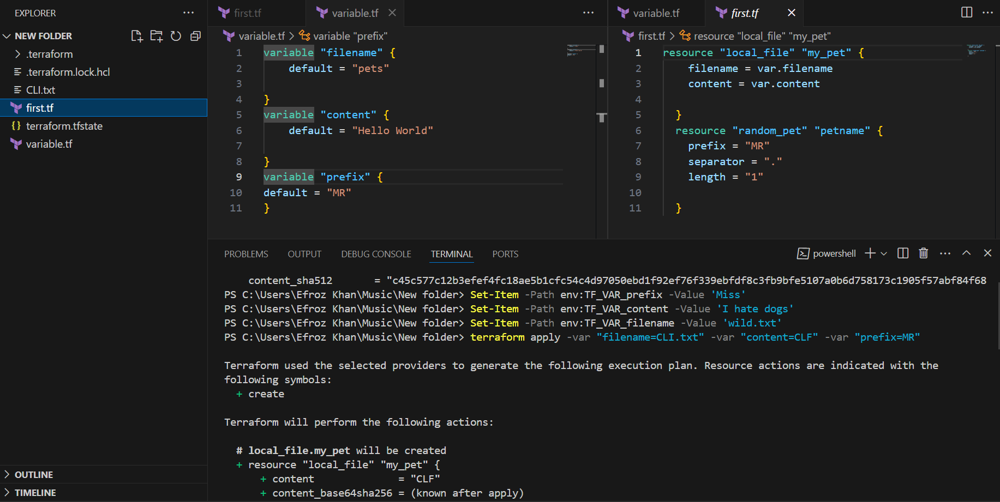 EXPLORER
NEW FOLDER
.terraform
.terraform.lock.hcl
CLI.txt
first.tf
terraform.tfstate
variable.tf
OUTLINE
TIMELINE
first.tf
variable.tf
variable.tf > variable "prefix"
1 variable "filename" {
2 default = "pets"
3
4 }
5 variable "content" {
6 default = "Hello World"
7
8 }
9 variable "prefix" {
10 default = "MR"
11 }
variable.tf
first.tf
first.tf > resource "local_file" "my_pet"
1 resource "local_file" "my_pet" {
2 filename = var.filename
3 content = var.content
4
5 }
6 resource "random_pet" "petname" {
7 prefix = "MR"
8 separator = "."
9 length = "1"
10
11 }
PROBLEMS OUTPUT DEBUG CONSOLE TERMINAL PORTS
powershell
content_sha512 = "c45c577c12b3efef4fc18ae5b1cfc54c4d97050ebd1f92ef76f339ebfdf8c3fb9bfe5107a0b6d758173c1905f57abf84f68
PS C:\Users\Efroz Khan\Music\New folder> Set-Item -Path env:TF_VAR_prefix -Value 'Miss'
PS C:\Users\Efroz Khan\Music\New folder> Set-Item -Path env:TF_VAR_content -Value 'I hate dogs'
PS C:\Users\Efroz Khan\Music\New folder> Set-Item -Path env:TF_VAR_filename -Value 'wild.txt'
PS C:\Users\Efroz Khan\Music\New folder> terraform apply -var "filename=CLI.txt" -var "content=CLF" -var "prefix=MR"
Terraform used the selected providers to generate the following execution plan. Resource actions are indicated with the
following symbols:
+ create
Terraform will perform the following actions:
# local_file.my_pet will be created
+ resource "local_file" "my_pet" {
+ content = "CLF"
+ content_base64sha256 = (known after apply)